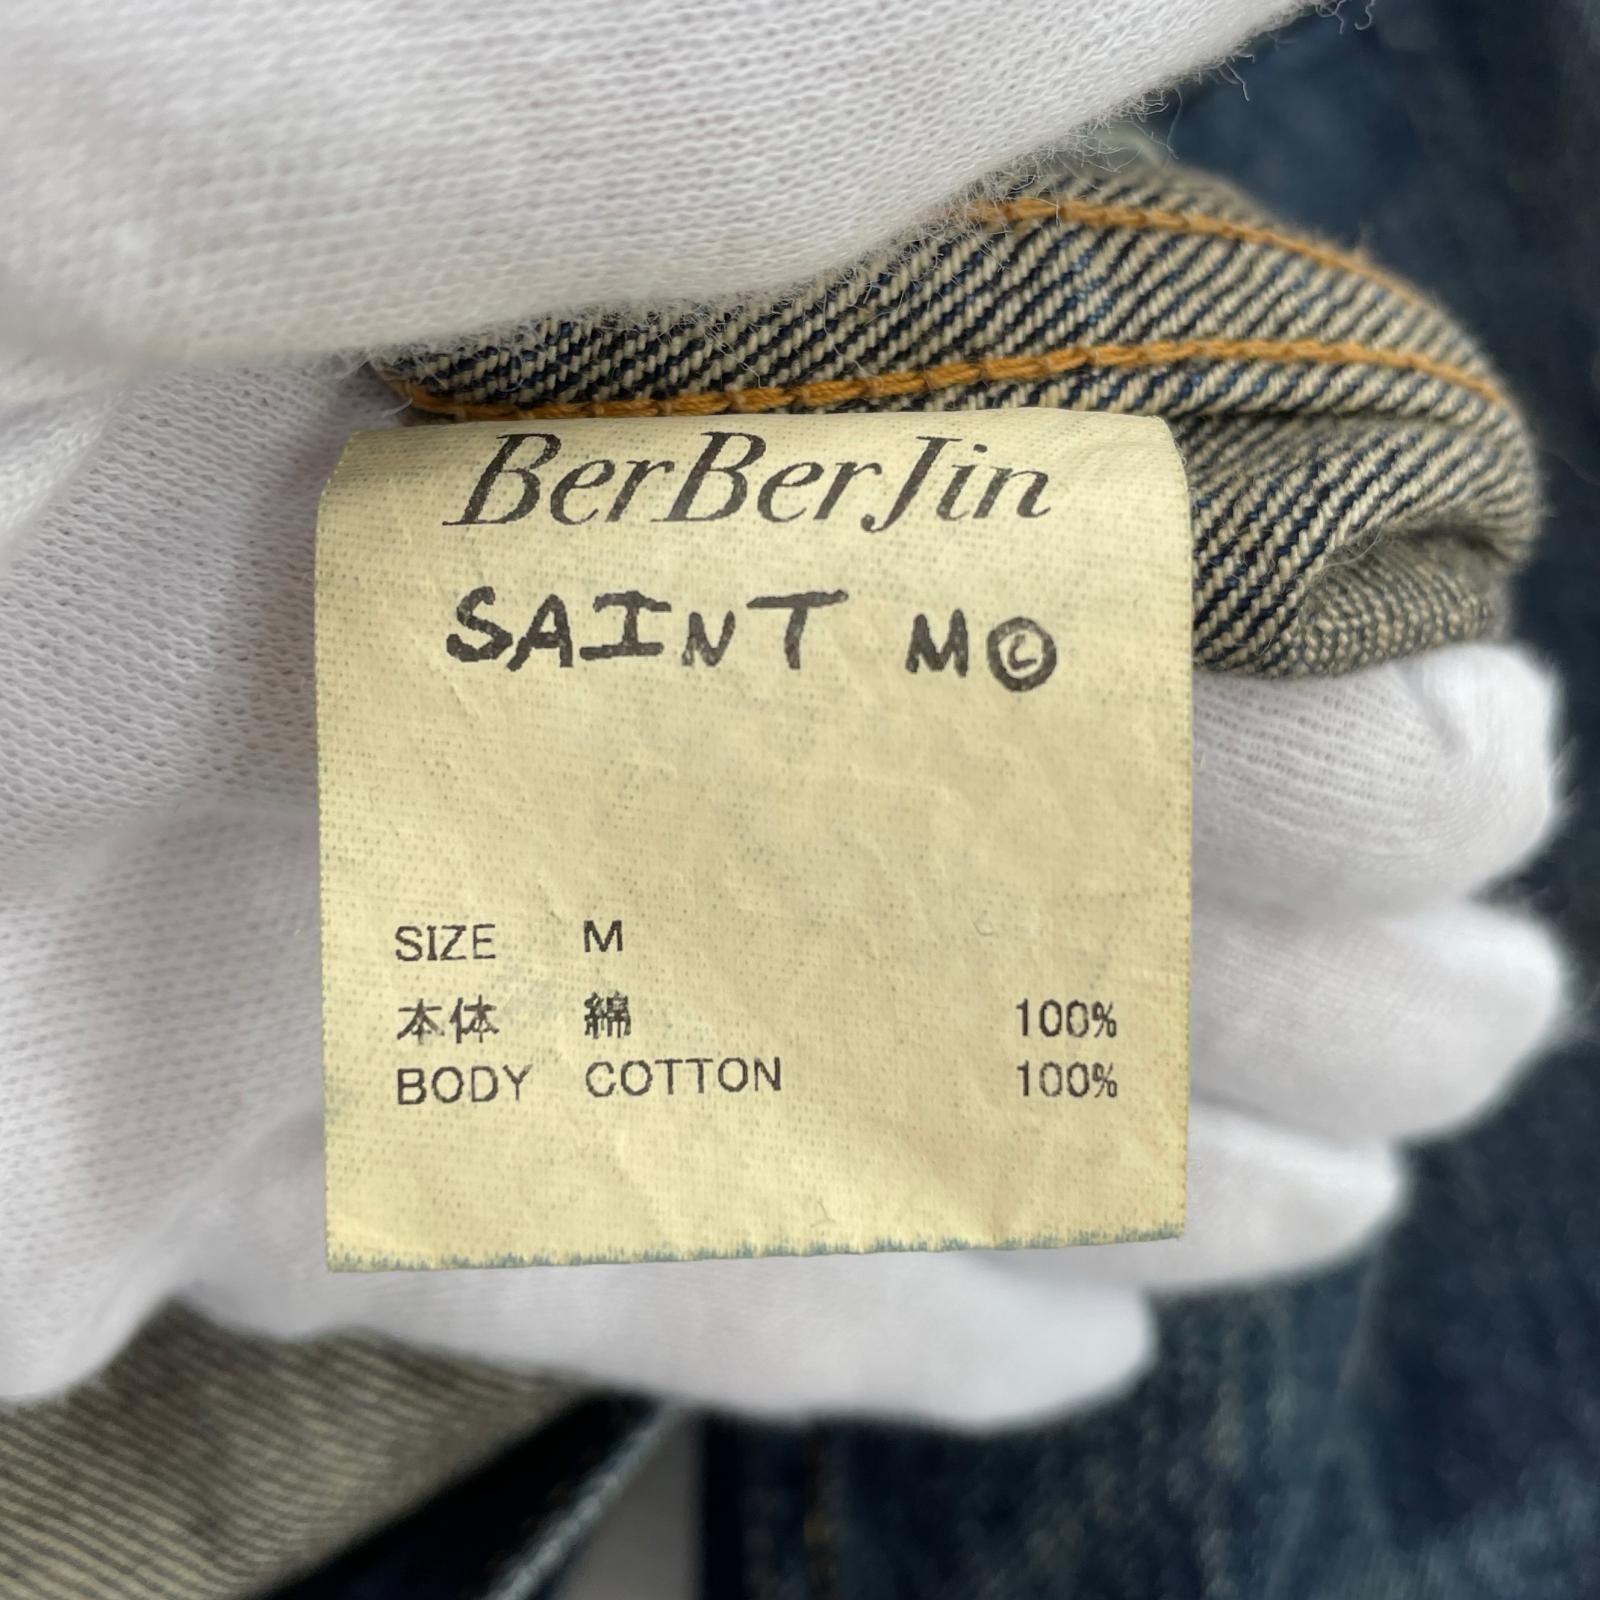 BerBerJin
SAINT M©
SIZE M
本体 綿 100%
BODY COTTON 100%